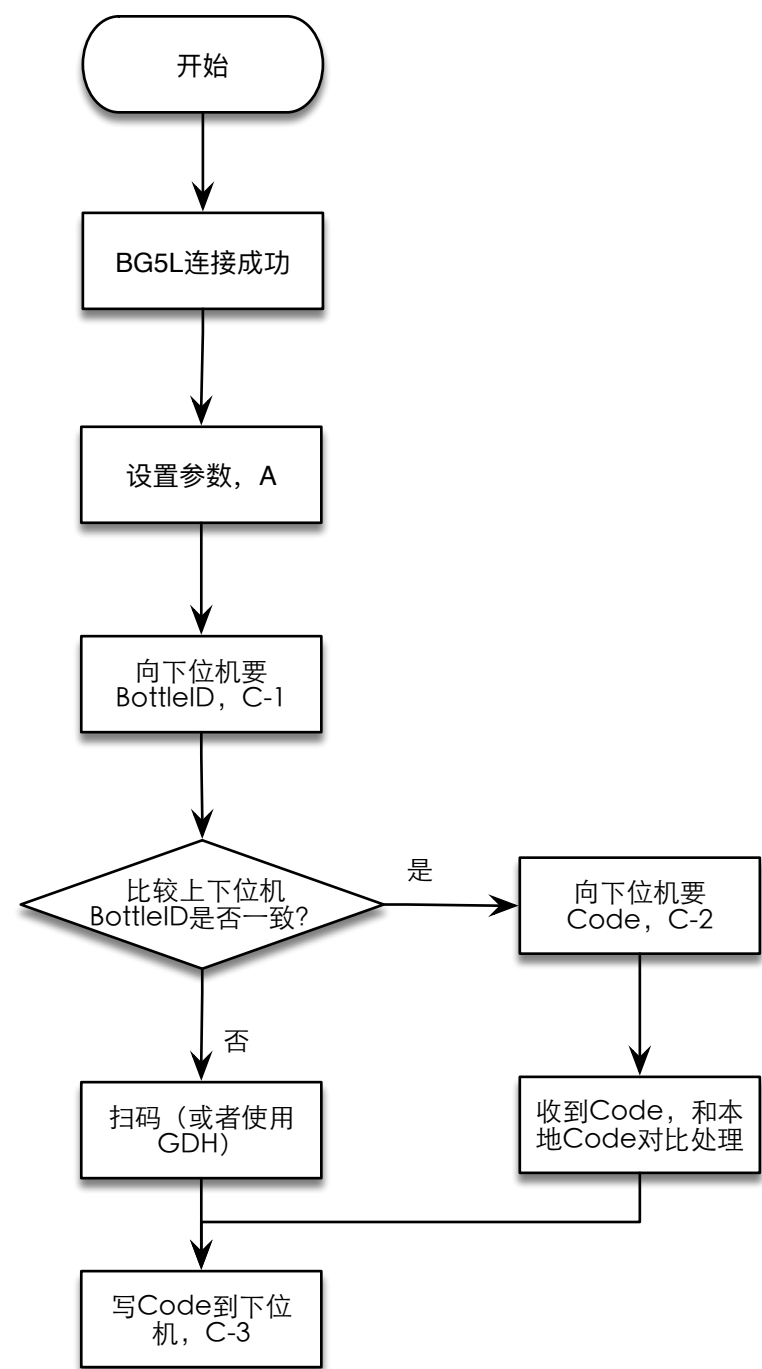 开始
BG5L连接成功
设置参数，A
向下位机要
BottleID，C-1
比较上下位机
BottleID是否一致？
是
向下位机要
Code，C-2
否
扫码（或者使用
GDH）
收到Code，和本
地Code对比处理
写Code到下位
机，C-3